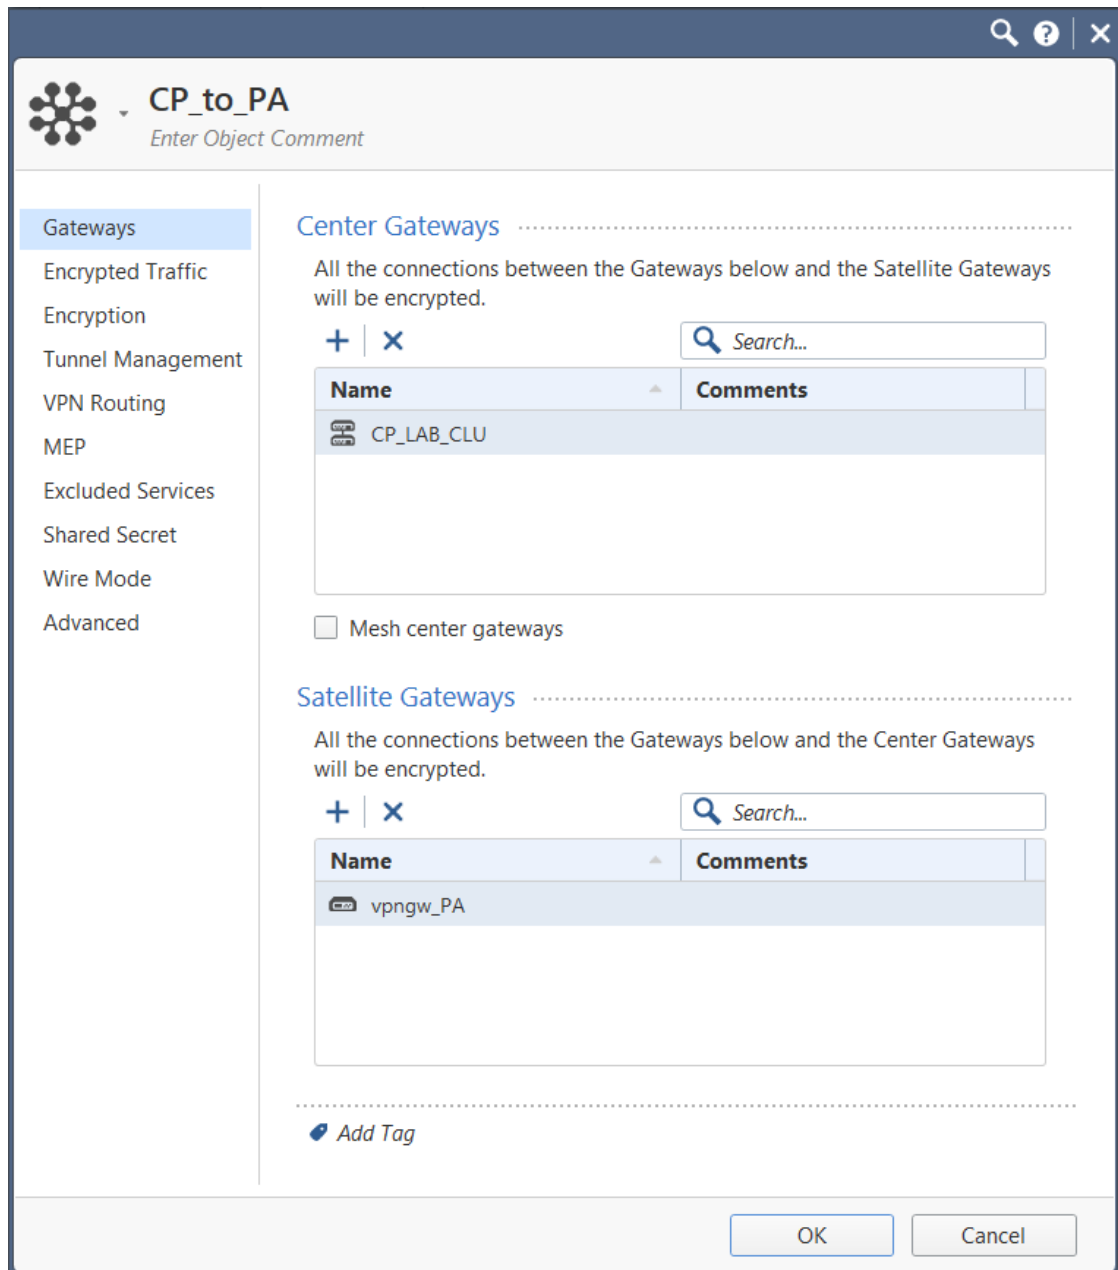 CP_to_PA
Enter Object Comment
Gateways
Encrypted Traffic
Encryption
Tunnel Management
VPN Routing
MEP
Excluded Services
Shared Secret
Wire Mode
Advanced
Center Gateways
All the connections between the Gateways below and the Satellite Gateways
will be encrypted.
Search...
Name Comments
CP_LAB_CLU
Mesh center gateways
Satellite Gateways
All the connections between the Gateways below and the Center Gateways
will be encrypted.
Search...
Name Comments
vpngw_PA
Add Tag
OK Cancel